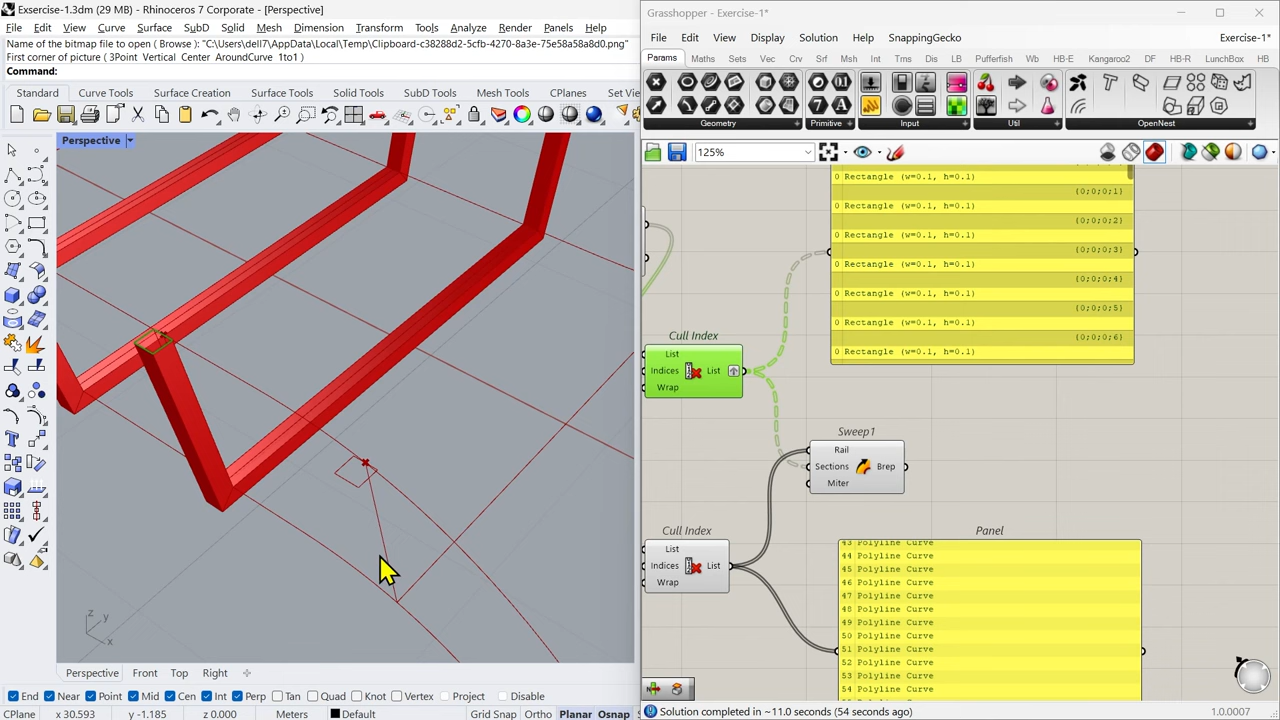 Exsercise-1.3dm (29 MB) - Rhinoceros 7 Corporate - [Perspective]
File Edit View Curve Surface SubD Solid Mesh Dimension Transform Tools Analyze Render Panels Help
Name of the bitmap file to open ( Browse ): "C:\Users\dell7\AppData\Local\Temp\Clipboard-c38288d2-5cfb-4270-8a3e-75e58a58a8d0.png"
First corner of picture ( 3Point Vertical Center AroundCurve 1to1 )
Command:
Standard Curve Tools Surface Creation Surface Tools Solid Tools SubD Tools Mesh Tools CPlanes Set Vie
Perspective
z
y
x
Perspective Front Top Right
End Near Point Mid Cen Int Perp Tan Quad Knot Vertex Project Disable
CPlane x 30.593 y -1.185 z 0.000 Meters Default Grid Snap Ortho Planar Osnap
Grasshopper - Exercise-1*
File Edit View Display Solution Help SnappingGecko Exercise-1*
Params Maths Sets Vec Crv Srf Msh Int Trns Dis LB Pufferfish Wb HB-E Kangaroo2 DF HB-R LunchBox HB
Geometry Primitive Input Util OpenNest
125%
0 Rectangle (w=0.1, h=0.1)
{0;0;0;1}
0 Rectangle (w=0.1, h=0.1)
{0;0;0;2}
0 Rectangle (w=0.1, h=0.1)
{0;0;0;3}
0 Rectangle (w=0.1, h=0.1)
{0;0;0;4}
0 Rectangle (w=0.1, h=0.1)
{0;0;0;5}
0 Rectangle (w=0.1, h=0.1)
{0;0;0;6}
0 Rectangle (w=0.1, h=0.1)
Cull Index
List
Indices List
Wrap
Sweep1
Rail
Sections Brep
Miter
Cull Index
List
Indices List
Wrap
Panel
43 Polyline Curve
44 Polyline Curve
45 Polyline Curve
46 Polyline Curve
47 Polyline Curve
48 Polyline Curve
49 Polyline Curve
50 Polyline Curve
51 Polyline Curve
52 Polyline Curve
53 Polyline Curve
54 Polyline Curve
Solution completed in ~11.0 seconds (54 seconds ago) 1.0.0007